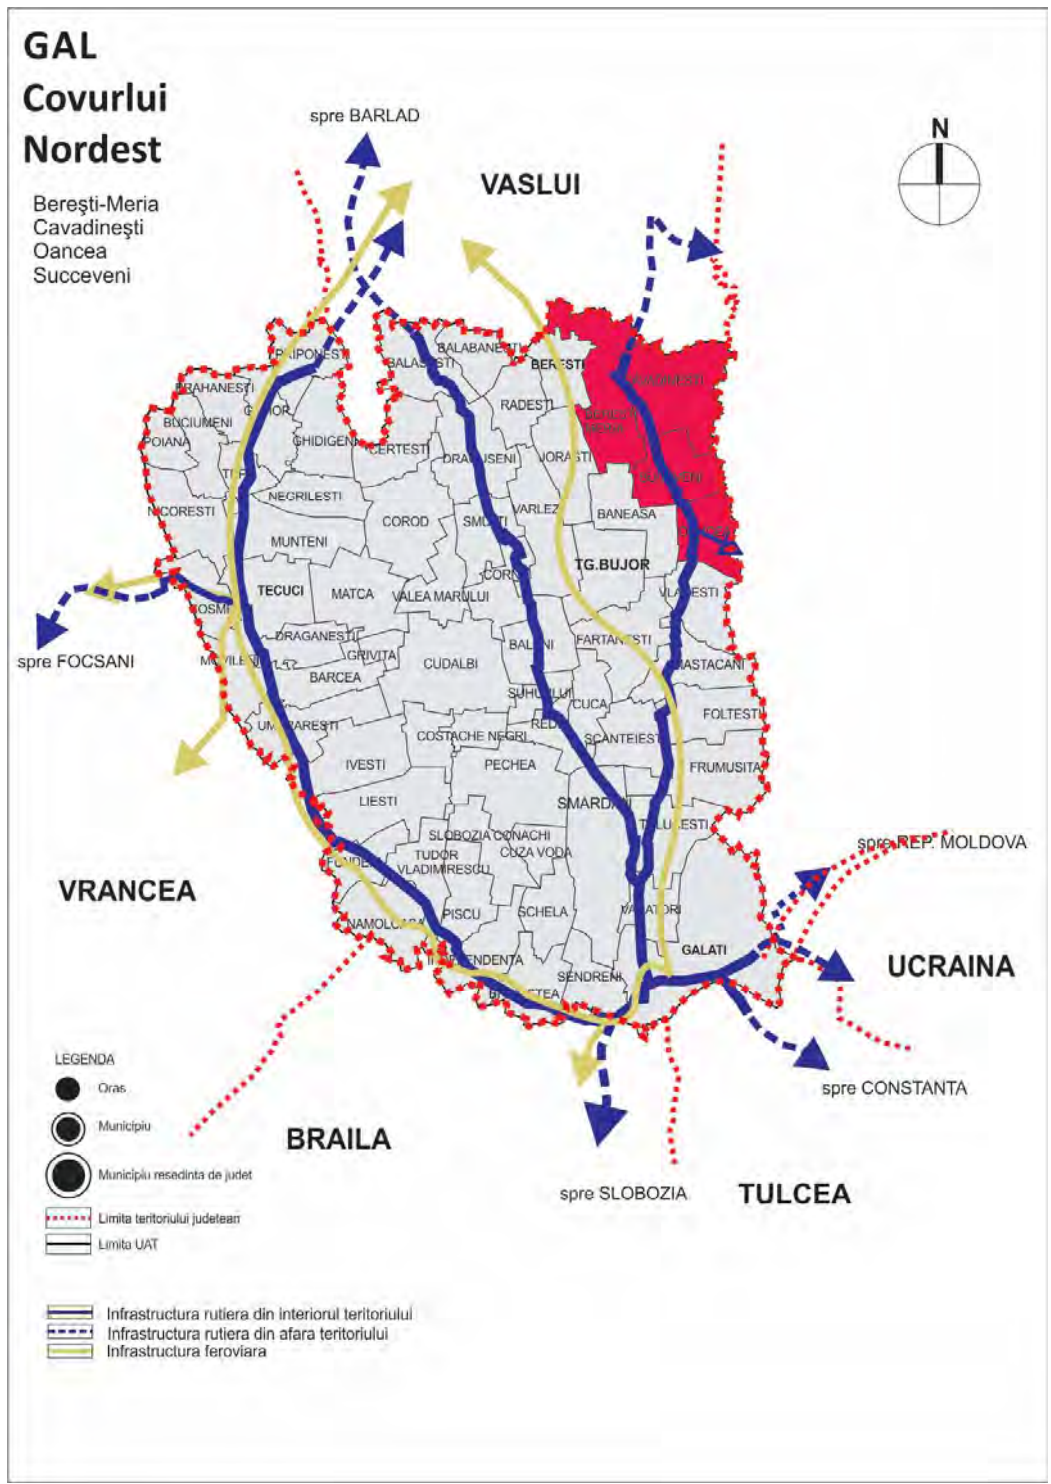 GAL
Covurlui
Nordest
Bereşti-Meria
Cavadineşti
Oancea
Succeveni
spre BARLAD
VASLUI
N
BALABANESTI
BERESTI
BRAHANESTI
RADESTI
BUCIUMENI
POIANA
GHIDIGENI
CERTESTI
JORASTI
NEGRILESTI
NICORESTI
COROD
BANEASA
MUNTENI
TG.BUJOR
TECUCI
MATCA
VALEA MARULUI
DRAGANESTI
FARTANESTI
GRIVITA
CUDALBI
MASTACANI
BARCEA
spre FOCSANI
CUCA
FOLTESTI
COSTACHE NEGRI
IVESTI
PECHEA
FRUMUSITA
LIESTI
SLOBOZIA CONACHI
CUZA VODA
TUDOR
VLADIMIRESCU
spre REP. MOLDOVA
VRANCEA
NAMOLOASA
PISCU
SCHELA
GALATI
SENDRENI
UCRAINA
LEGENDA
Oras
Municipiu
Municipiu resedinta de judet
Limita teritoriului judetean
Limita UAT
BRAILA
spre CONSTANTA
spre SLOBOZIA
TULCEA
Infrastructura rutiera din interiorul teritoriului
Infrastructura rutiera din afara teritoriului
Infrastructura feroviara